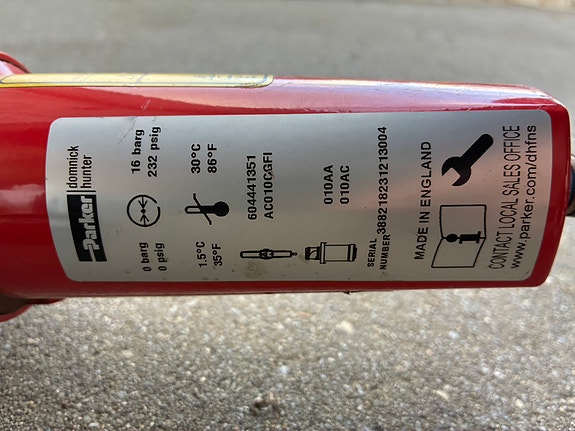 Parker
domnick
hunter
0 barg
0 psig
16 barg
232 psig
1.5°C
35°F
30°C
86°F
604441351
AC010CGFI
010AA
010AC
SERIAL
NUMBER 388218231213004
MADE IN ENGLAND
CONTACT LOCAL SALES OFFICE
www.parker.com/dhfns